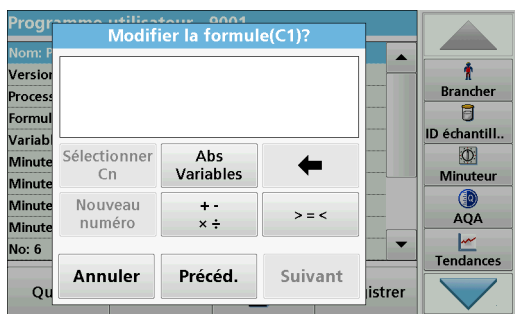 Programme utilisateur 9001
Modifier la formule(C1)?
Nom: P
Version
Process
Formul
Variabl
Minute
Minute
Minute
Minute
No: 6
Sélectionner
Cn
Abs
Variables
Nouveau
numéro
+ -
× ÷
> = <
Annuler
Précéd.
Suivant
Qu
istrer
Brancher
ID échantill..
Minuteur
AQA
Tendances